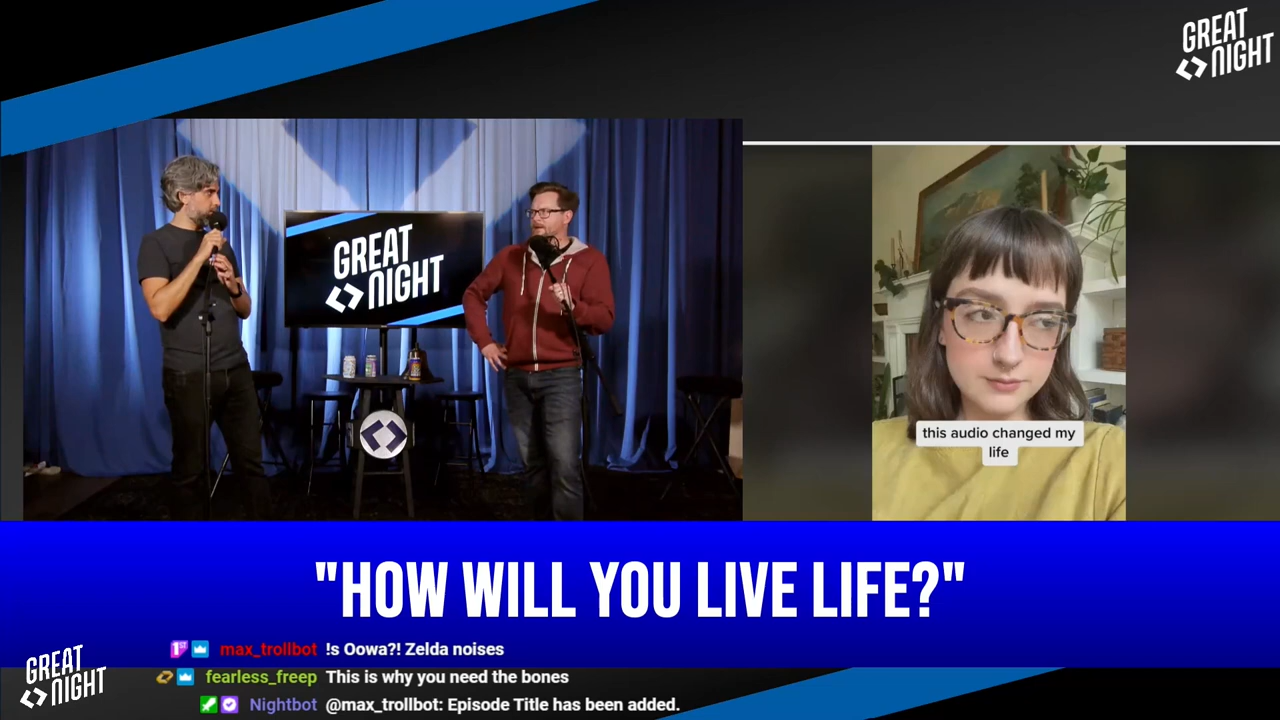 GREAT
NIGHT
GREAT
NIGHT
this audio changed my
life
"HOW WILL YOU LIVE LIFE?"
1ST max_trollbot !s Oowa?! Zelda noises
fearless_freep This is why you need the bones
Nightbot @max_trollbot: Episode Title has been added.
GREAT
NIGHT